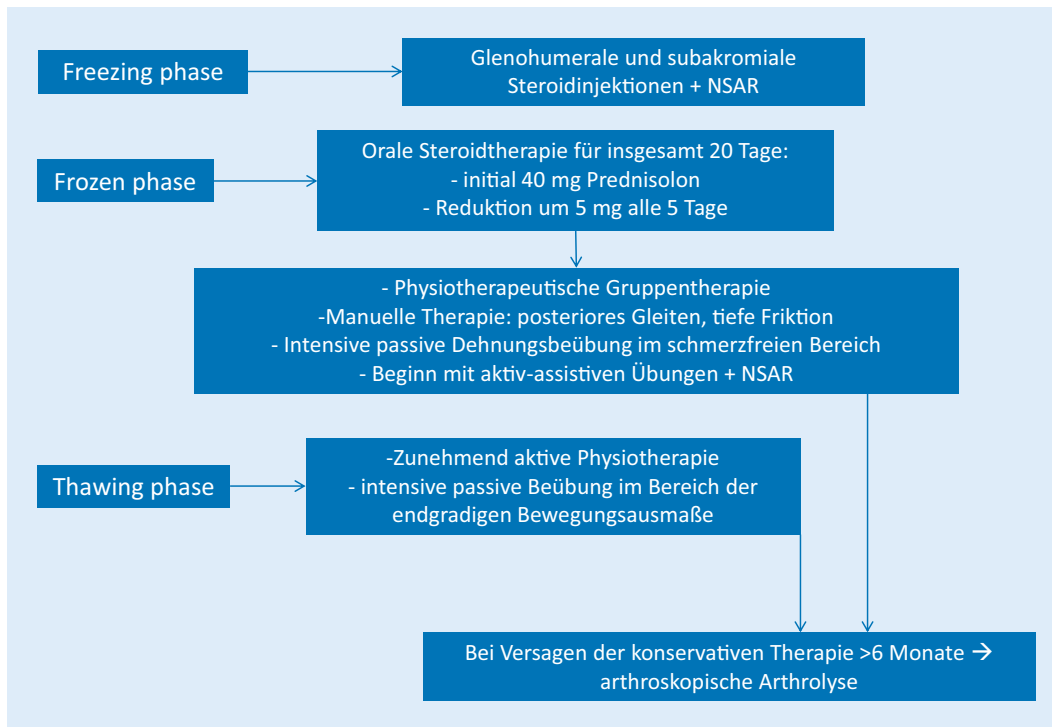 Freezing phase
Glenohumerale und subakromiale
Steroidinjektionen + NSAR
Frozen phase
Orale Steroidtherapie für insgesamt 20 Tage:
- initial 40 mg Prednisolon
- Reduktion um 5 mg alle 5 Tage
- Physiotherapeutische Gruppentherapie
-Manuelle Therapie: posteriores Gleiten, tiefe Friktion
- Intensive passive Dehnungsbeübung im schmerzfreien Bereich
- Beginn mit aktiv-assistiven Übungen + NSAR
Thawing phase
-Zunehmend aktive Physiotherapie
- intensive passive Beübung im Bereich der
endgradigen Bewegungsausmaße
Bei Versagen der konservativen Therapie >6 Monate →
arthroskopische Arthrolyse